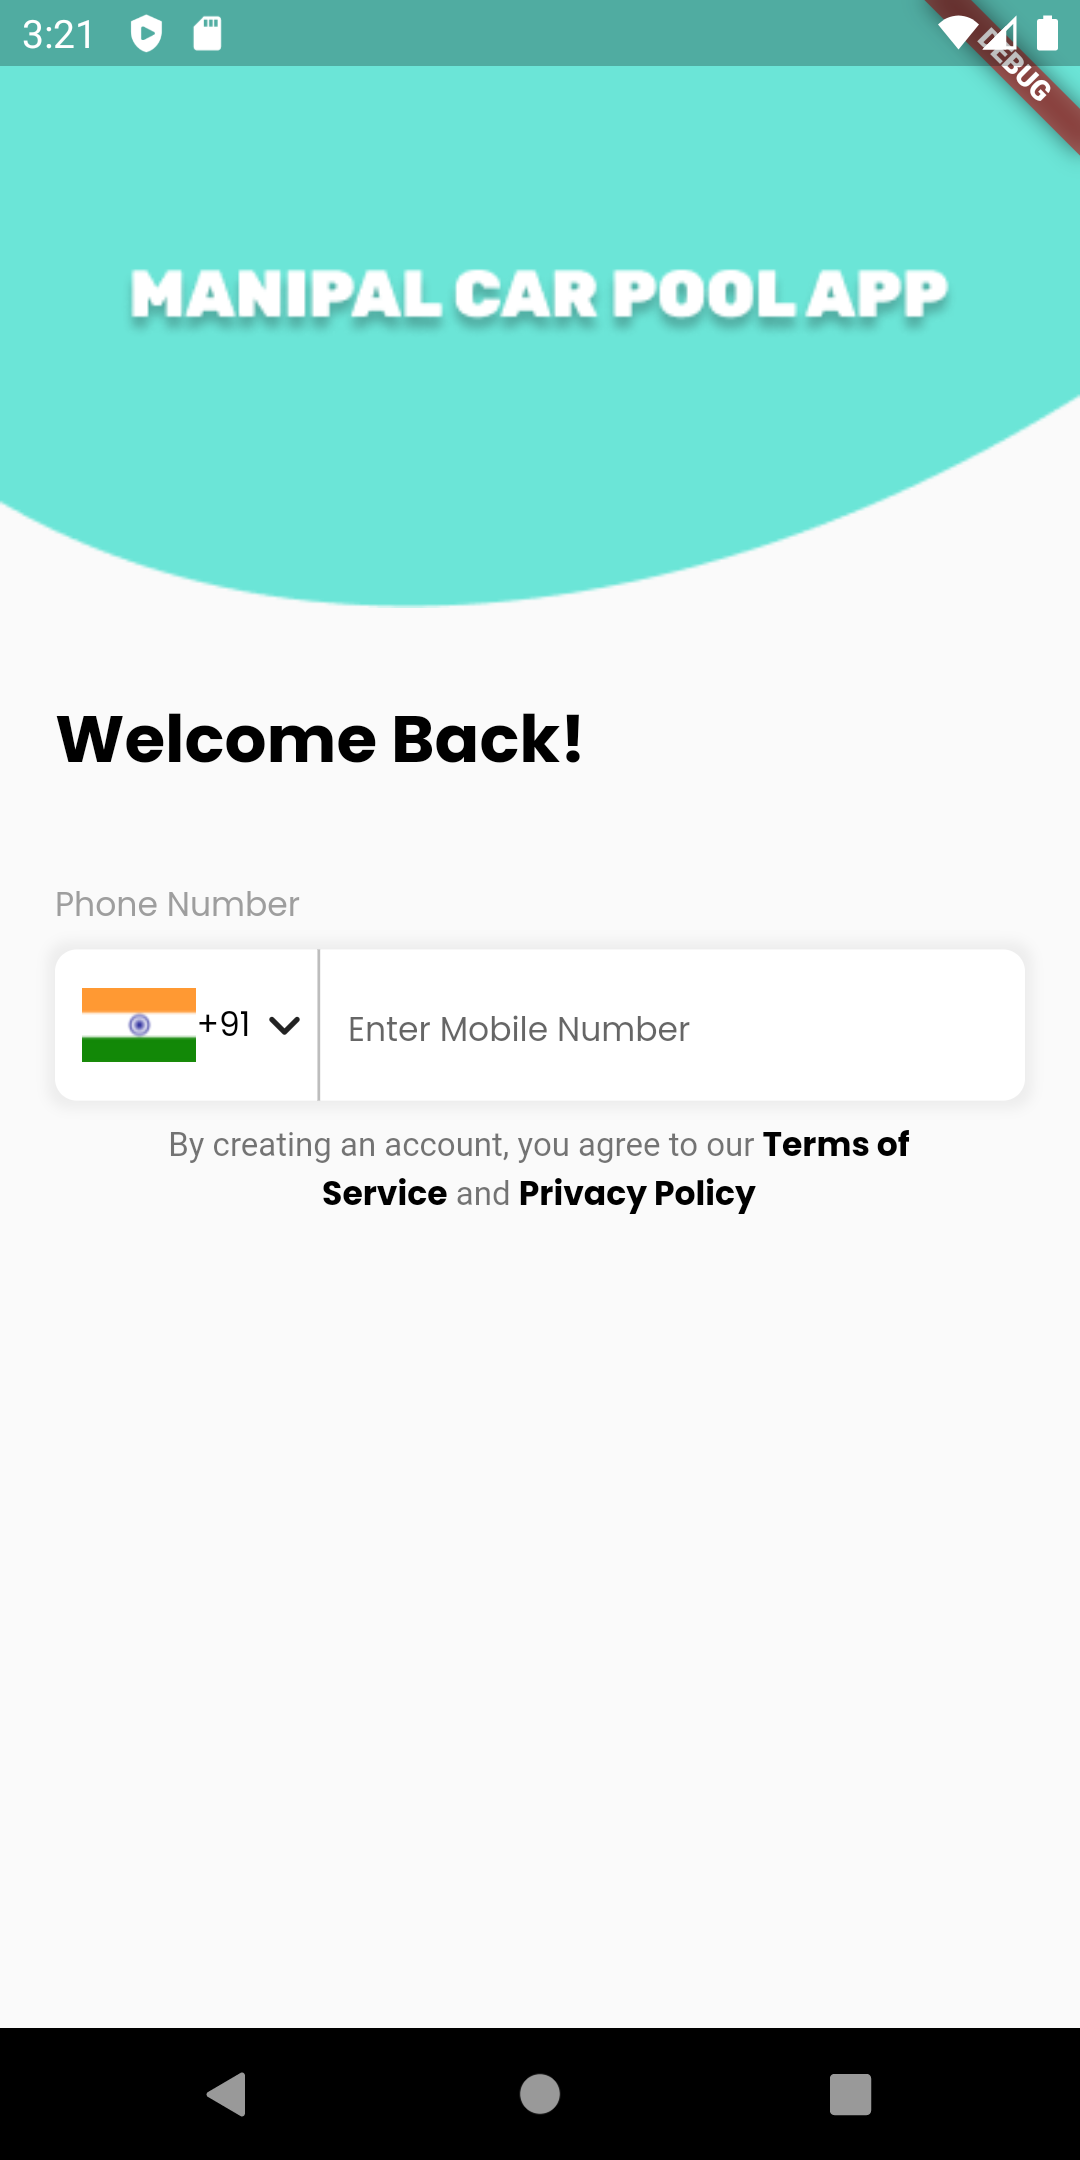 3:21
DEBUG
MANIPAL CAR POOL APP
Welcome Back!
Phone Number
+91
Enter Mobile Number
By creating an account, you agree to our Terms of
Service and Privacy Policy